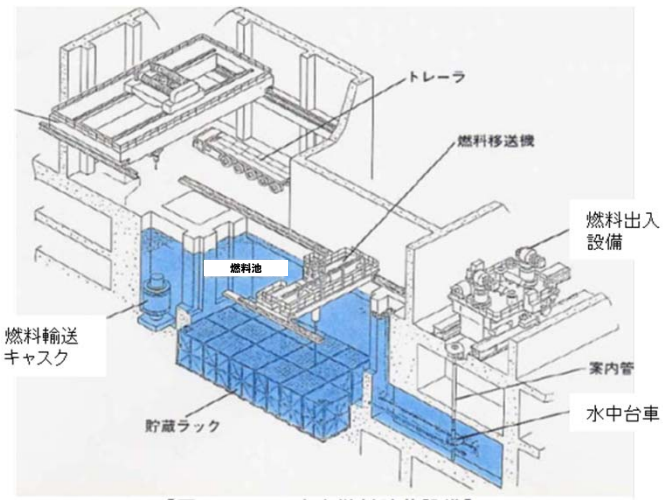 トレーラ
燃料移送機
燃料出入
設備
燃料池
燃料輸送
キャスク
案内管
水中台車
貯蔵ラック